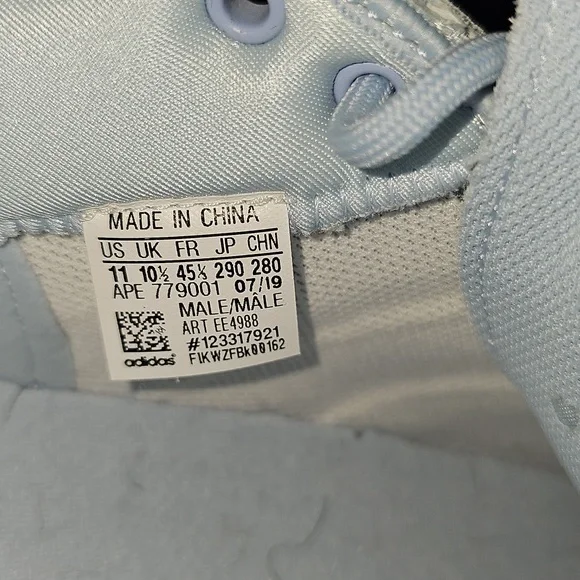 MADE IN CHINA
US UK FR JP CHN
11 10½ 45⅓ 290 280
APE 779001 07/19
MALE/MÂLE
ART EE4988
#123317921
F1KWZFBk00162
adidas